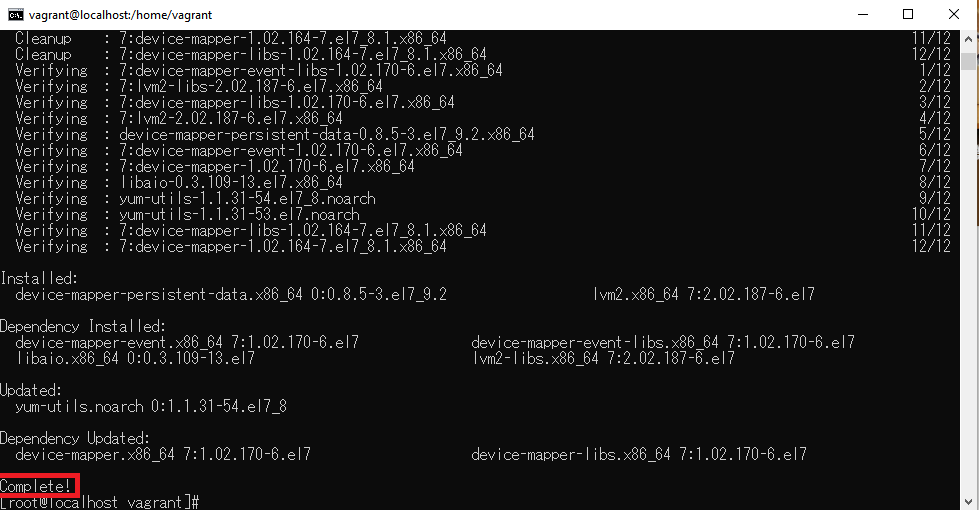 vagrant@localhost:/home/vagrant
Cleanup    : 7:device-mapper-1.02.164-7.el7_8.1.x86_64    11/12
Cleanup    : 7:device-mapper-libs-1.02.164-7.el7_8.1.x86_64    12/12
Verifying  : 7:device-mapper-event-libs-1.02.170-6.el7.x86_64    1/12
Verifying  : 7:lvm2-libs-2.02.187-6.el7.x86_64    2/12
Verifying  : 7:device-mapper-libs-1.02.170-6.el7.x86_64    3/12
Verifying  : 7:lvm2-2.02.187-6.el7.x86_64    4/12
Verifying  : device-mapper-persistent-data-0.8.5-3.el7_9.2.x86_64    5/12
Verifying  : 7:device-mapper-event-1.02.170-6.el7.x86_64    6/12
Verifying  : 7:device-mapper-1.02.170-6.el7.x86_64    7/12
Verifying  : libaio-0.3.109-13.el7.x86_64    8/12
Verifying  : yum-utils-1.1.31-54.el7_8.noarch    9/12
Verifying  : yum-utils-1.1.31-53.el7.noarch    10/12
Verifying  : 7:device-mapper-libs-1.02.164-7.el7_8.1.x86_64    11/12
Verifying  : 7:device-mapper-1.02.164-7.el7_8.1.x86_64    12/12
Installed:
device-mapper-persistent-data.x86_64 0:0.8.5-3.el7_9.2    lvm2.x86_64 7:2.02.187-6.el7
Dependency Installed:
device-mapper-event.x86_64 7:1.02.170-6.el7    device-mapper-event-libs.x86_64 7:1.02.170-6.el7
libaio.x86_64 0:0.3.109-13.el7    lvm2-libs.x86_64 7:2.02.187-6.el7
Updated:
yum-utils.noarch 0:1.1.31-54.el7_8
Dependency Updated:
device-mapper.x86_64 7:1.02.170-6.el7    device-mapper-libs.x86_64 7:1.02.170-6.el7
Complete!
[root@localhost vagrant]#